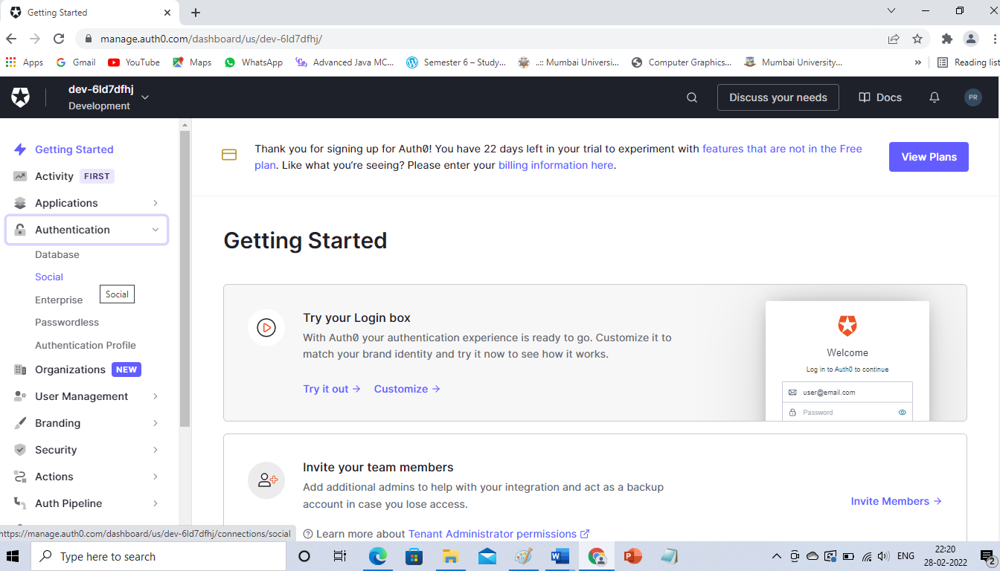 Getting Started
manage.auth0.com/dashboard/us/dev-6ld7dfhj/
Apps
Gmail
YouTube
Maps
WhatsApp
Advanced Java MC...
Semester 6 – Study...
..:: Mumbai Universi...
Computer Graphics...
Mumbai University,...
»
Reading list
dev-6ld7dfhj
Development
Discuss your needs
Docs
PR
Getting Started
Activity FIRST
Applications
Authentication
Database
Social
Social
Enterprise
Passwordless
Authentication Profile
Organizations NEW
User Management
Branding
Security
Actions
Auth Pipeline
https://manage.auth0.com/dashboard/us/dev-6ld7dfhj/connections/social
Thank you for signing up for Auth0! You have 22 days left in your trial to experiment with features that are not in the Free
plan. Like what you're seeing? Please enter your billing information here.
View Plans
Getting Started
Try your Login box
With Auth0 your authentication experience is ready to go. Customize it to
match your brand identity and try it now to see how it works.
Try it out →
Customize →
Welcome
Log in to Auth0 to continue
user@email.com
Password
Invite your team members
Add additional admins to help with your integration and act as a backup
account in case you lose access.
Invite Members →
Learn more about Tenant Administrator permissions
Type here to search
ENG
22:20
28-02-2022
2